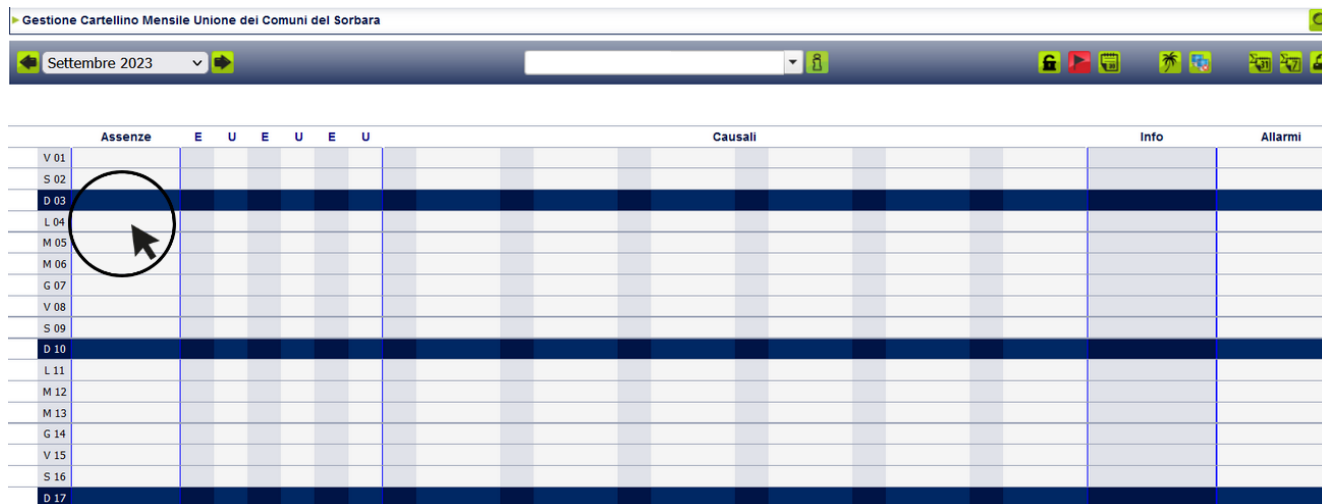 Gestione Cartellino Mensile Unione dei Comuni del Sorbara
Settembre 2023
Assenze E U E U E U Causali Info Allarmi
V 01
S 02
D 03
L 04
M 05
M 06
G 07
V 08
S 09
D 10
L 11
M 12
M 13
G 14
V 15
S 16
D 17